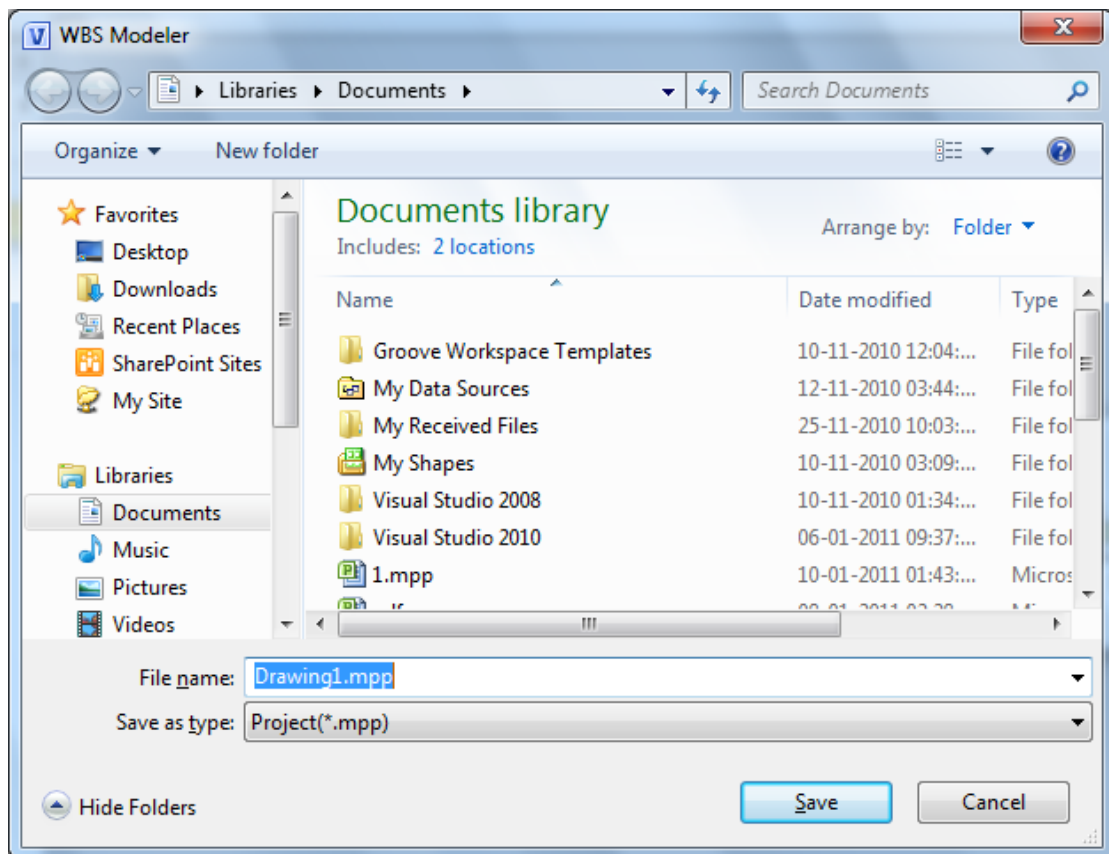 WBS Modeler
Libraries Documents
Search Documents
Organize New folder
Favorites
Desktop
Downloads
Recent Places
SharePoint Sites
My Site
Libraries
Documents
Music
Pictures
Videos
Documents library
Includes: 2 locations
Arrange by: Folder
Name Date modified Type
Groove Workspace Templates 10-11-2010 12:04:... File fol
My Data Sources 12-11-2010 03:44:... File fol
My Received Files 25-11-2010 10:03:... File fol
My Shapes 10-11-2010 03:09:... File fol
Visual Studio 2008 10-11-2010 01:34:... File fol
Visual Studio 2010 06-01-2011 09:37:... File fol
1.mpp 10-01-2011 01:43:... Micros
File name: Drawing1.mpp
Save as type: Project(*.mpp)
Hide Folders
Save Cancel